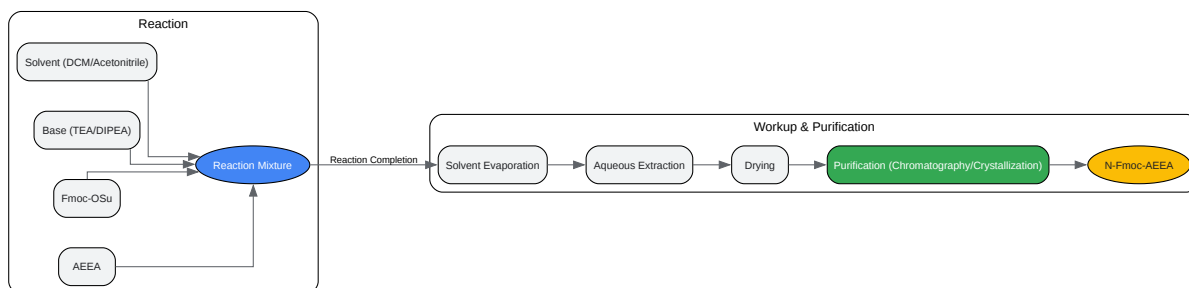 Reaction
Solvent (DCM/Acetonitrile)
Base (TEA/DIPEA)
Fmoc-OSu
AEEA
Reaction Mixture
Reaction Completion
Workup & Purification
Solvent Evaporation
Aqueous Extraction
Drying
Purification (Chromatography/Crystallization)
N-Fmoc-AEEA